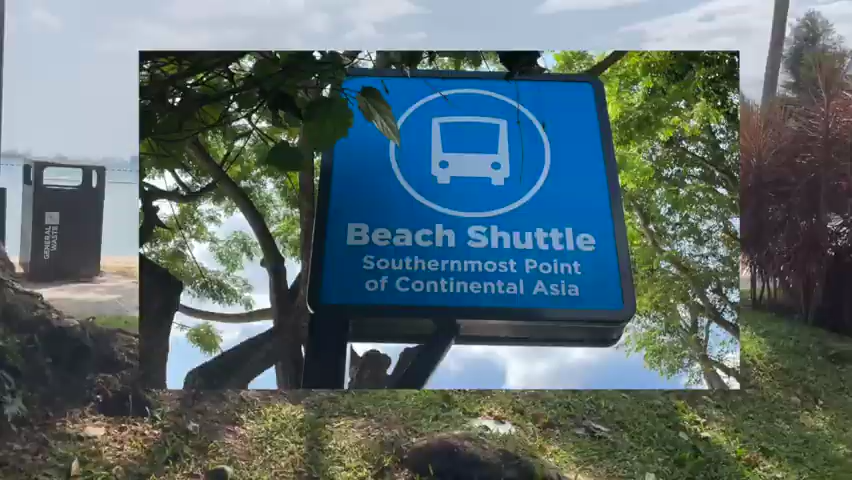 Beach Shuttle
Southernmost Point
of Continental Asia
GENERAL
WASTE